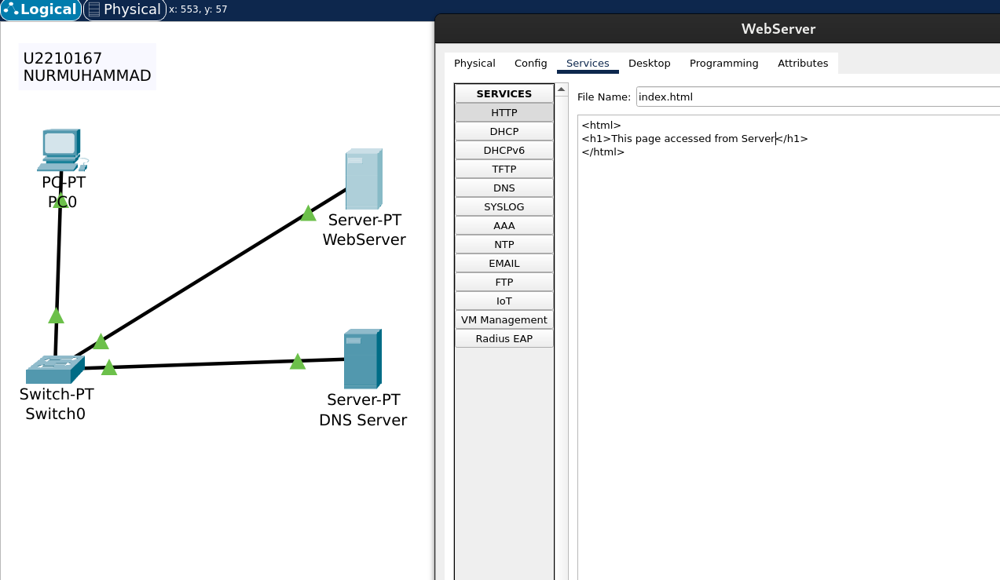 Logical Physical x: 553, y: 57
U2210167
NURMUHAMMAD
PC-PT
PC0
Server-PT
WebServer
Switch-PT
Switch0
Server-PT
DNS Server
WebServer
Physical Config Services Desktop Programming Attributes
SERVICES
HTTP
DHCP
DHCPv6
TFTP
DNS
SYSLOG
AAA
NTP
EMAIL
FTP
IoT
VM Management
Radius EAP
File Name: index.html
<html>
<h1>This page accessed from Server</h1>
</html>